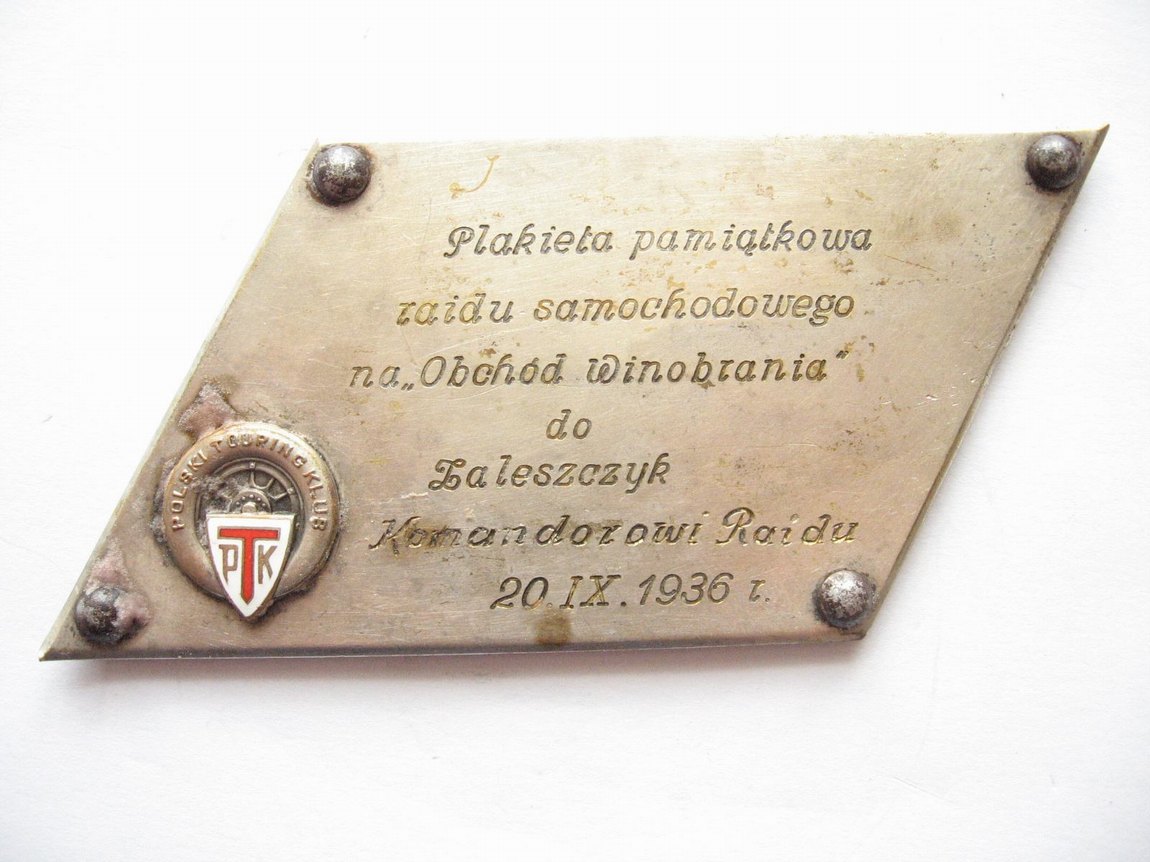 Plakieta pamiątkowa
raidu samochodowego
na „Obchód Winobrania"
do
Zaleszczyk
Komandorowi Raidu
20.IX.1936 r.
POLSKI TOURING KLUB
PTK